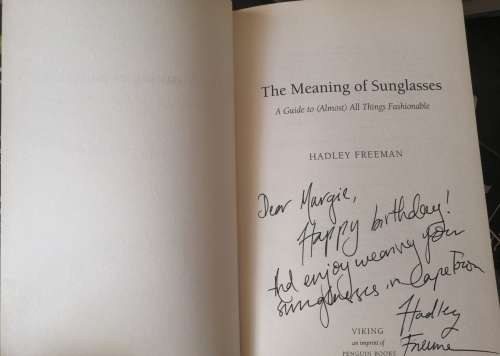 The Meaning of Sunglasses
A Guide to (Almost) All Things Fashionable
HADLEY FREEMAN
Dear Margie,
Happy birthday!
And enjoy wearing your
sunglasses in Cape Town
Hadley
Freeman
VIKING
an imprint of
PENGUIN BOOKS